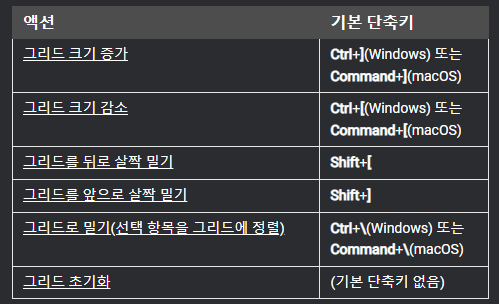 액션 기본 단축키
그리드 크기 증가 Ctrl+](Windows) 또는
Command+](macOS)
그리드 크기 감소 Ctrl+[(Windows) 또는
Command+[(macOS)
그리드를 뒤로 살짝 밀기 Shift+[
그리드를 앞으로 살짝 밀기 Shift+]
그리드로 밀기(선택 항목을 그리드에 정렬) Ctrl+\(Windows) 또는
Command+\(macOS)
그리드 초기화 (기본 단축키 없음)